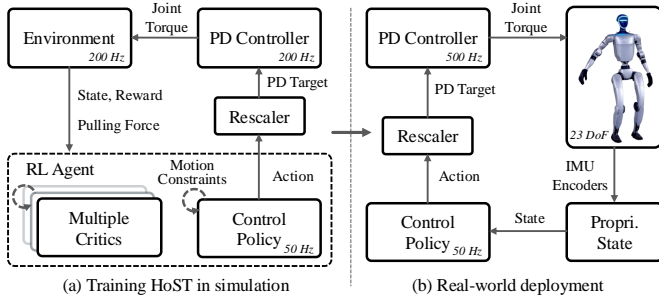 Environment
200 Hz
Joint
Torque
PD Controller
200 Hz
State, Reward
Pulling Force
PD Target
Rescaler
RL Agent
Motion
Constraints
Action
Multiple
Critics
Control
Policy
50 Hz
(a) Training HoST in simulation
PD Controller
500 Hz
Joint
Torque
23 DoF
PD Target
Rescaler
Action
IMU
Encoders
Control
Policy
50 Hz
State
Propri.
State
(b) Real-world deployment